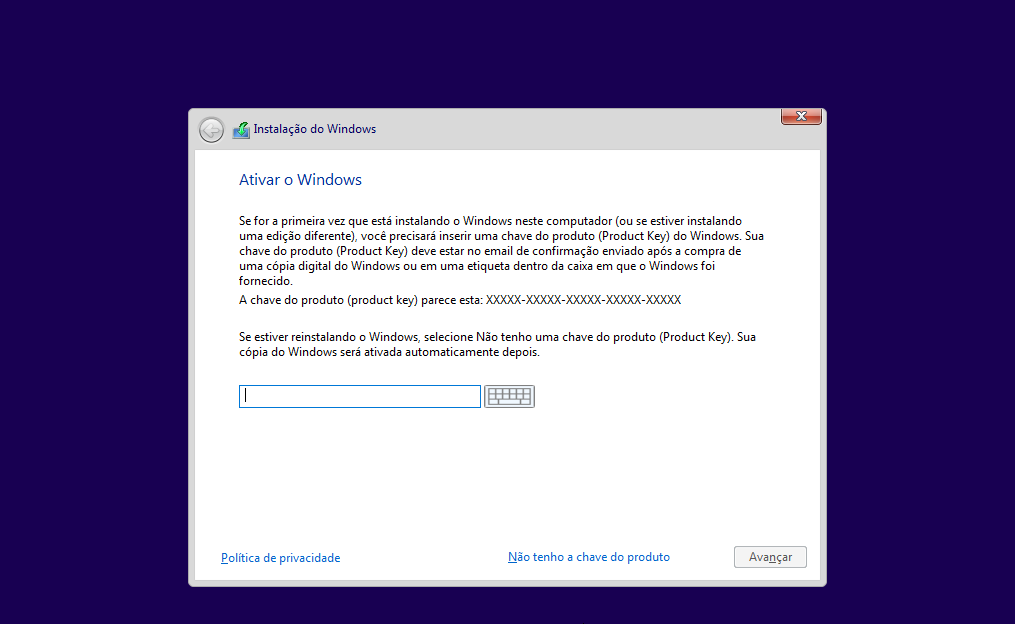 Instalação do Windows
Ativar o Windows
Se for a primeira vez que está instalando o Windows neste computador (ou se estiver instalando
uma edição diferente), você precisará inserir uma chave do produto (Product Key) do Windows. Sua
chave do produto (Product Key) deve estar no email de confirmação enviado após a compra de
uma cópia digital do Windows ou em uma etiqueta dentro da caixa em que o Windows foi
fornecido.
A chave do produto (product key) parece esta: XXXXX-XXXXX-XXXXX-XXXXX-XXXXX
Se estiver reinstalando o Windows, selecione Não tenho uma chave do produto (Product Key). Sua
cópia do Windows será ativada automaticamente depois.
Política de privacidade
Não tenho a chave do produto
Avançar